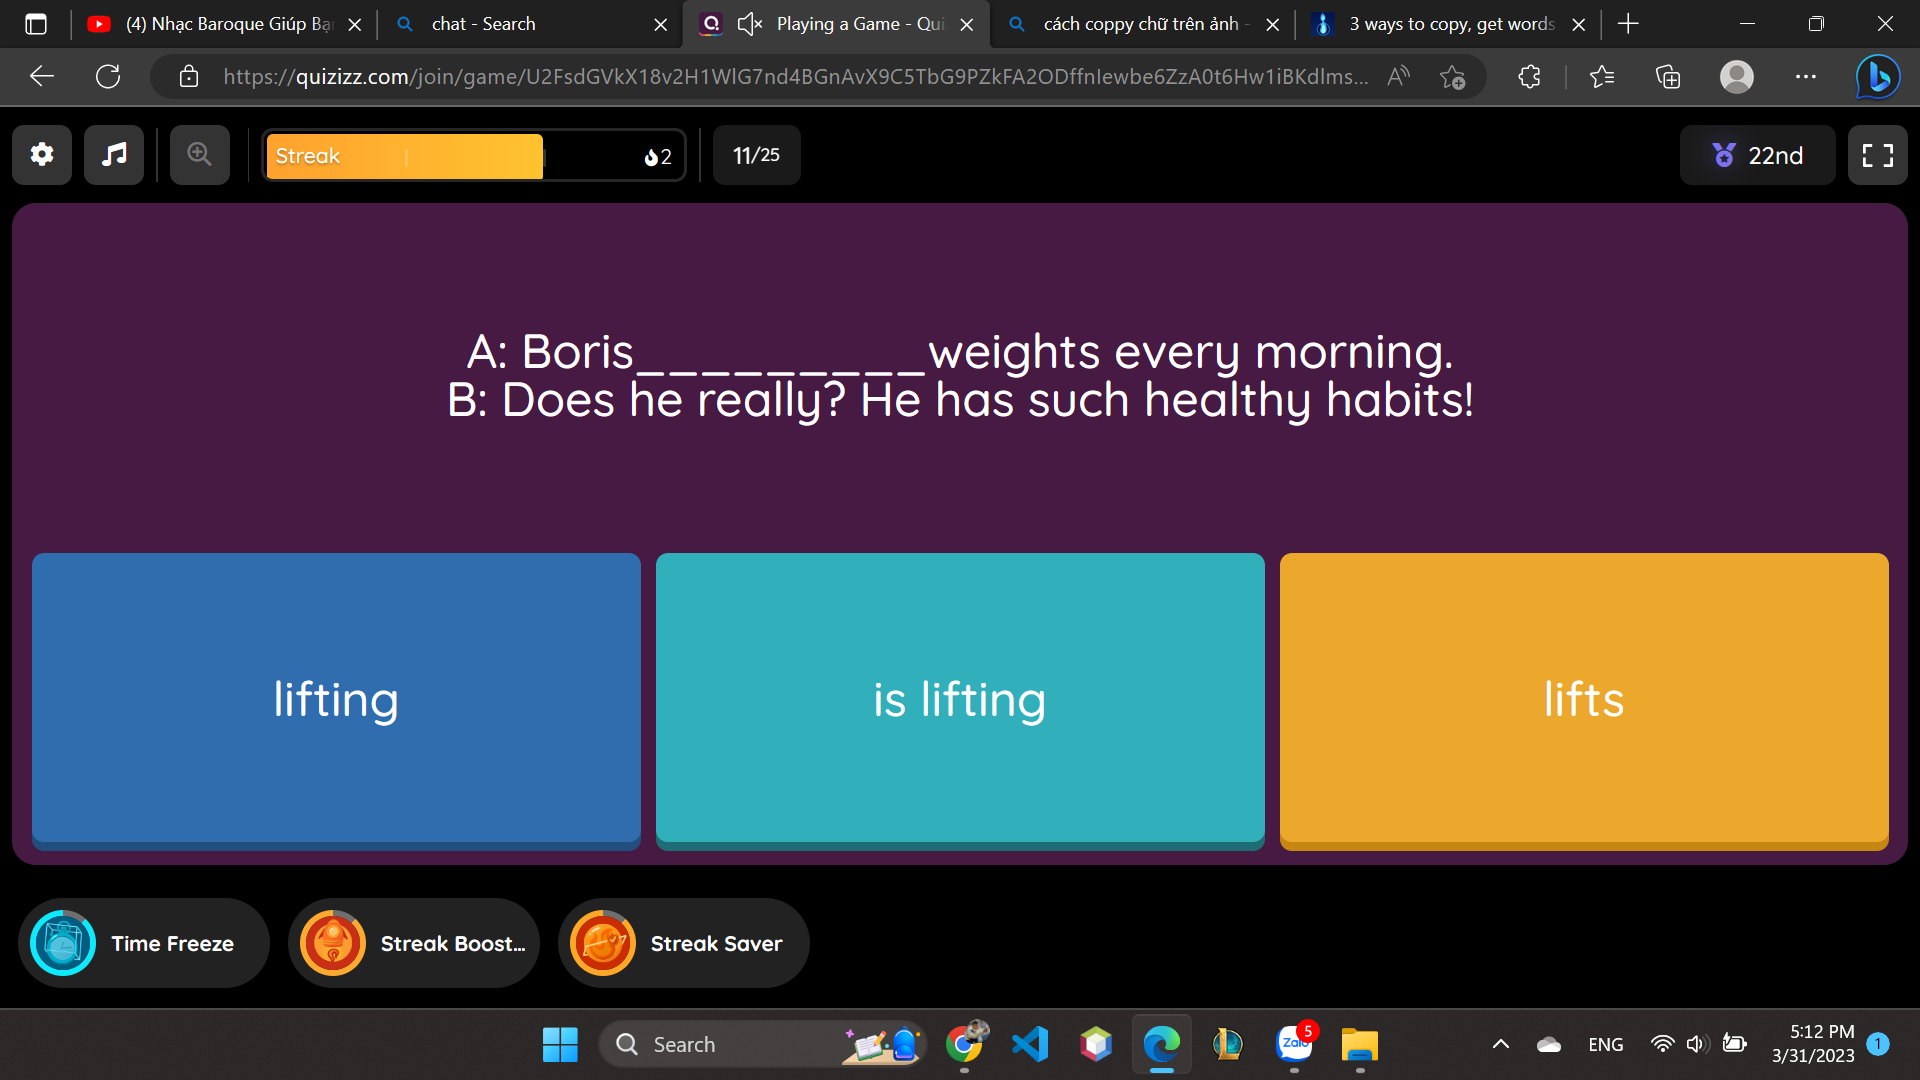 (4) Nhạc Baroque Giúp Bạ
chat - Search
Playing a Game - Qui
cách coppy chữ trên ảnh -
3 ways to copy, get words
https://quizizz.com/join/game/U2FsdGVkX18v2H1WlG7nd4BGnAvX9C5TbG9PZkFA2ODffnIewbe6ZzA0t6Hw1iBKdlms...
Streak
2
11/25
22nd
A: Boris_________weights every morning.
B: Does he really? He has such healthy habits!
lifting
is lifting
lifts
Time Freeze
Streak Boost...
Streak Saver
Search
Zalo
5
ENG
5:12 PM
3/31/2023
1